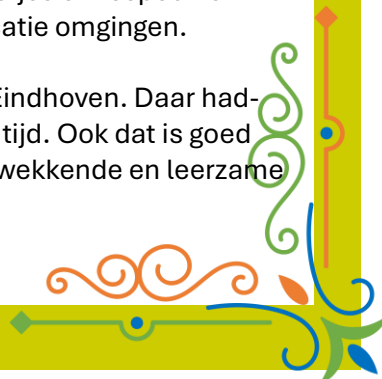 atie omgingen.
Eindhoven. Daar had-
tijd. Ook dat is goed
wekkende en leerzame